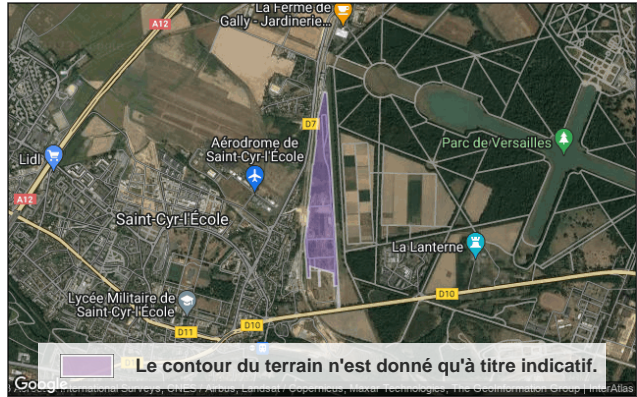 La Ferme de
Gally - Jardinerie...
A12
D7
Aérodrome de
Saint-Cyr-l'École
Parc de Versailles
Lidl
A12
Saint-Cyr-l'École
La Lanterne
Lycée Militaire de
Saint-Cyr-l'École
D10
D11
D10
Le contour du terrain n'est donné qu'à titre indicatif.
Google
International Surveys, CNES / Airbus, Landsat / Copernicus, Maxar Technologies, The GeoInformation Group | InterAtlas